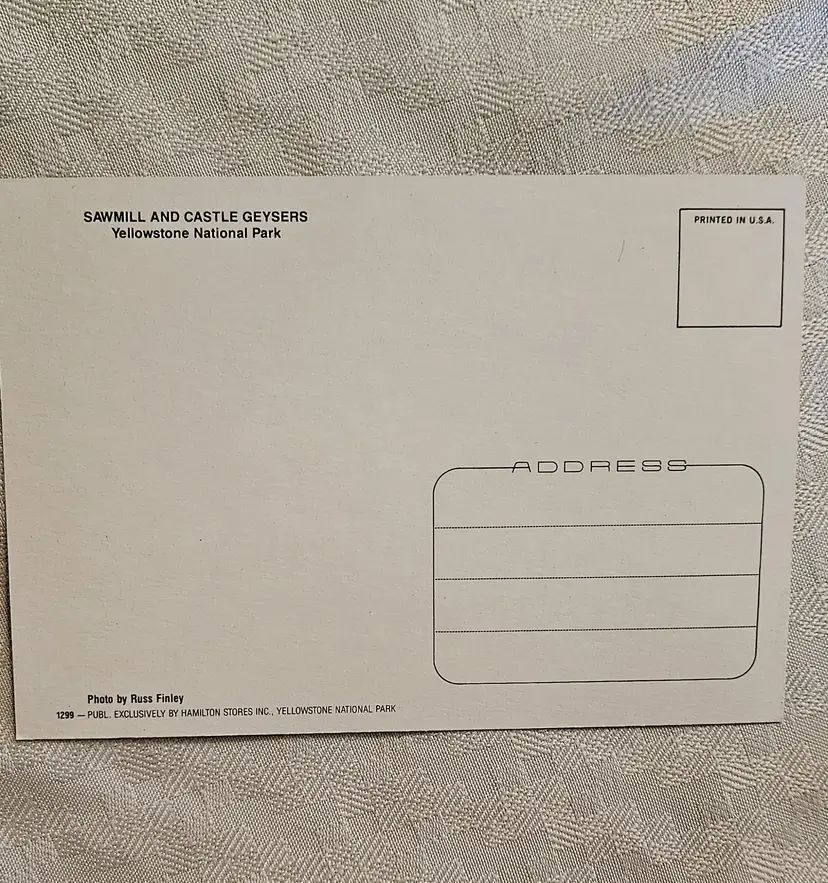 SAWMILL AND CASTLE GEYSERS
Yellowstone National Park
PRINTED IN U.S.A.
ADDRESS
Photo by Russ Finley
1299 — PUBL. EXCLUSIVELY BY HAMILTON STORES INC., YELLOWSTONE NATIONAL PARK